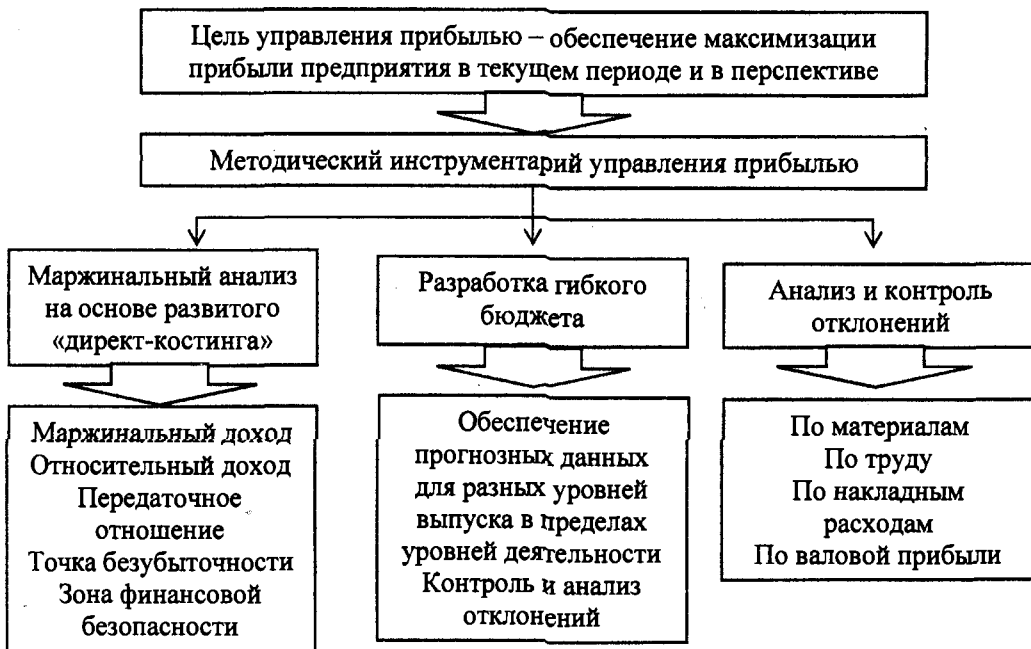 Цель управления прибылью – обеспечение максимизации
прибыли предприятия в текущем периоде и в перспективе
Методический инструментарий управления прибылью
Маржинальный анализ
на основе развитого
«директ-костинга»
Разработка гибкого
бюджета
Анализ и контроль
отклонений
Маржинальный доход
Относительный доход
Передаточное
отношение
Точка безубыточности
Зона финансовой
безопасности
Обеспечение
прогнозных данных
для разных уровней
выпуска в пределах
уровней деятельности
Контроль и анализ
отклонений
По материалам
По труду
По накладным
расходам
По валовой прибыли